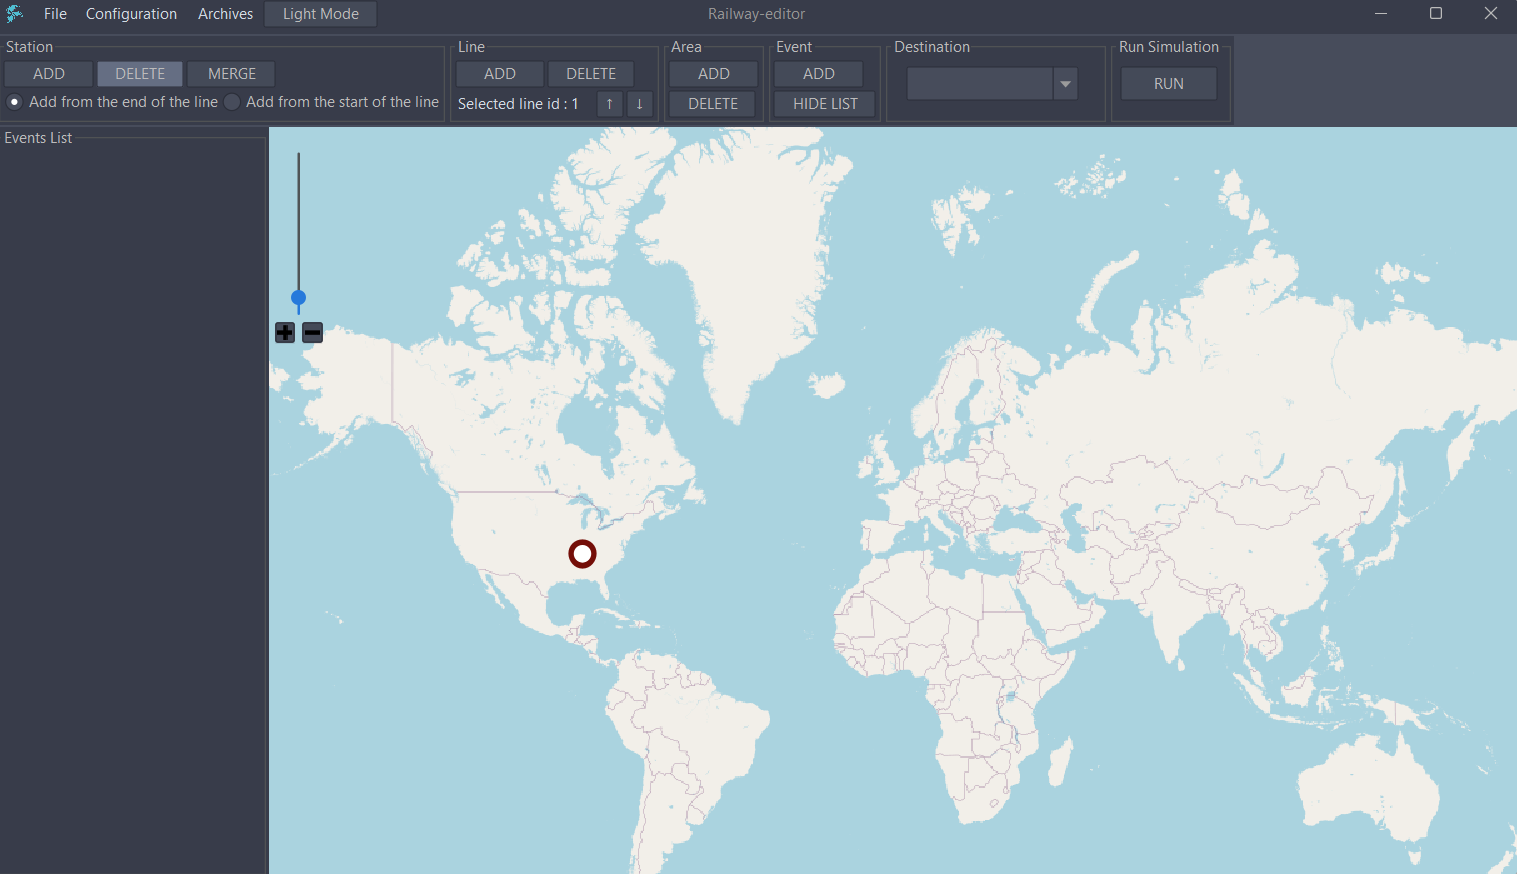 File Configuration Archives Light Mode Railway-editor
Station Line Area Event Destination Run Simulation
ADD DELETE MERGE ADD DELETE ADD ADD RUN
Add from the end of the line Add from the start of the line Selected line id : 1 ↑ ↓ DELETE HIDE LIST
Events List